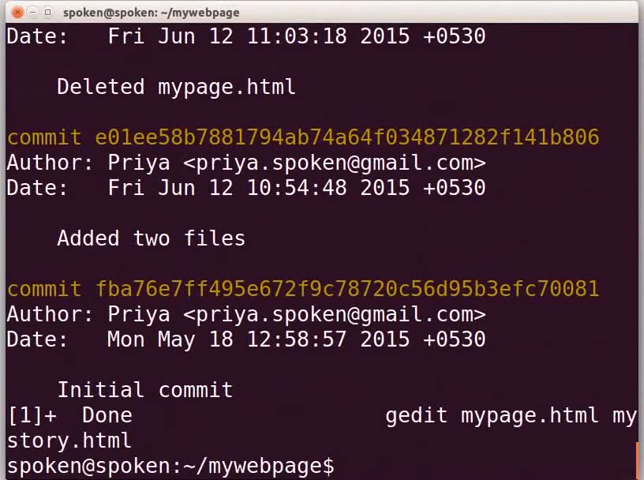 spoken@spoken: ~/mywebpage
Date:   Fri Jun 12 11:03:18 2015 +0530
    Deleted mypage.html
commit e01ee58b7881794ab74a64f034871282f141b806
Author: Priya <priya.spoken@gmail.com>
Date:   Fri Jun 12 10:54:48 2015 +0530
    Added two files
commit fba76e7ff495e672f9c78720c56d95b3efc70081
Author: Priya <priya.spoken@gmail.com>
Date:   Mon May 18 12:58:57 2015 +0530
    Initial commit
[1]+  Done                    gedit mypage.html my
story.html
spoken@spoken:~/mywebpage$